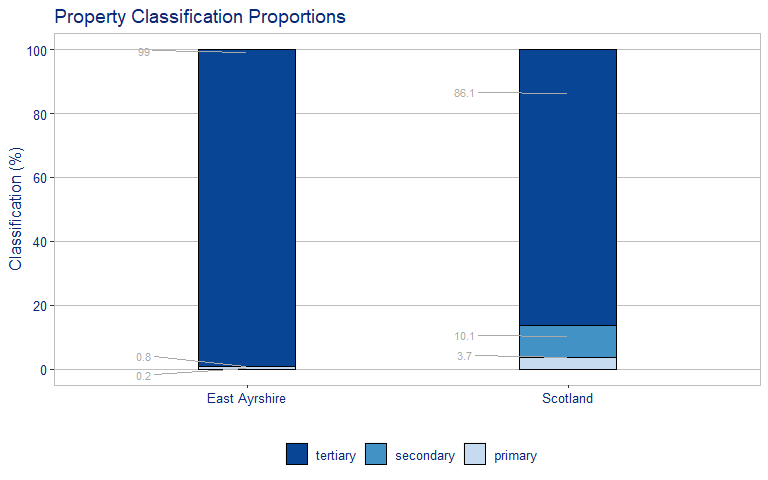 Property Classification Proportions
Classification (%)
100
80
60
40
20
0
99
0.8
0.2
86.1
10.1
3.7
East Ayrshire
Scotland
tertiary
secondary
primary